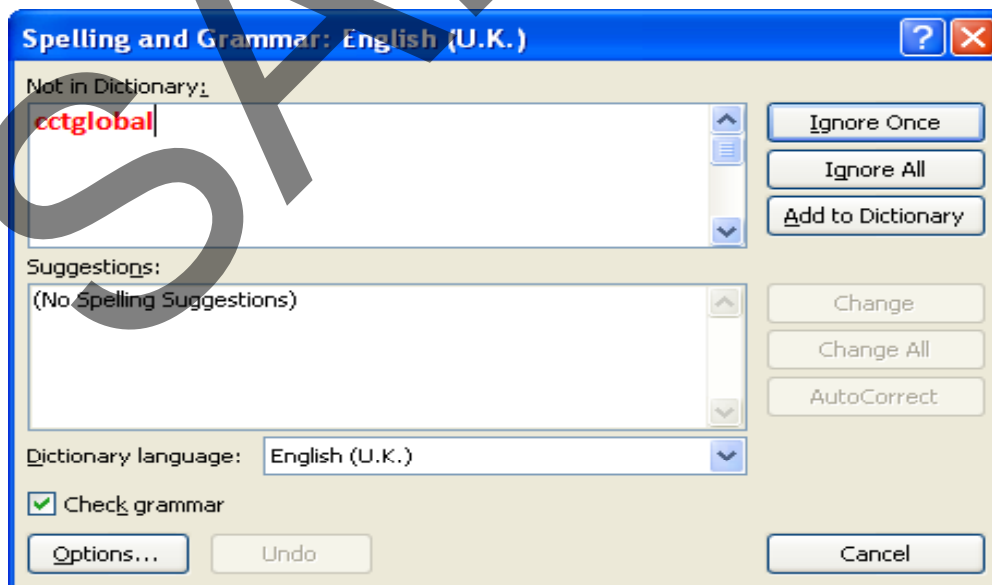 Spelling and Grammar: English (U.K.)
Not in Dictionary:
cctglobal
Ignore Once
Ignore All
Add to Dictionary
Suggestions:
(No Spelling Suggestions)
Change
Change All
AutoCorrect
Dictionary language: English (U.K.)
Check grammar
Options... Undo Cancel